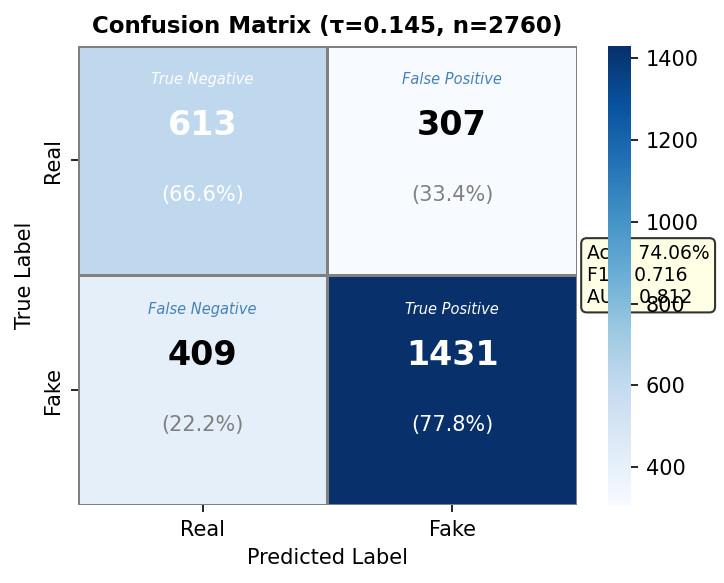 Confusion Matrix (τ=0.145, n=2760)
True Negative
613
(66.6%)
False Positive
307
(33.4%)
False Negative
409
(22.2%)
True Positive
1431
(77.8%)
True Label
Real
Fake
Real
Fake
Predicted Label
1400
1200
1000
800
600
400
74.06%
F1
0.716
0.812